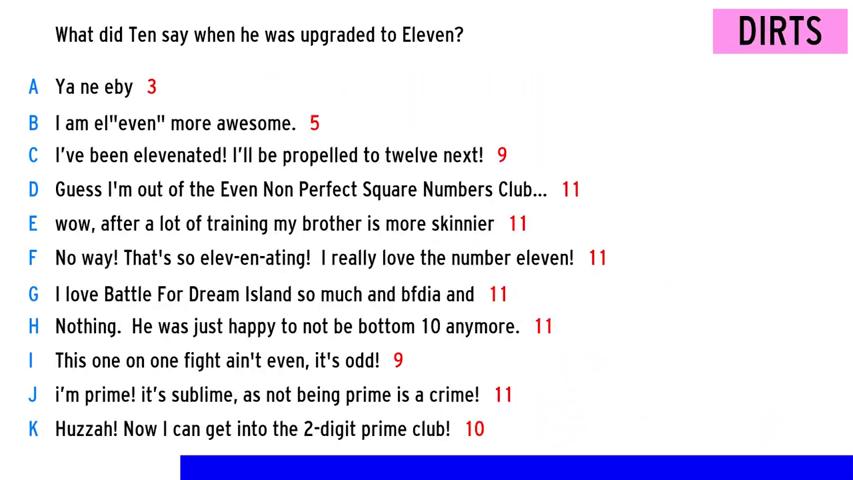 What did Ten say when he was upgraded to Eleven?
DIRTS
A Ya ne eby 3
B I am el"even" more awesome. 5
C I've been elevenated! I'll be propelled to twelve next! 9
D Guess I'm out of the Even Non Perfect Square Numbers Club... 11
E wow, after a lot of training my brother is more skinnier 11
F No way! That's so elev-en-ating! I really love the number eleven! 11
G I love Battle For Dream Island so much and bfdia and 11
H Nothing. He was just happy to not be bottom 10 anymore. 11
I This one on one fight ain't even, it's odd! 9
J i'm prime! it's sublime, as not being prime is a crime! 11
K Huzzah! Now I can get into the 2-digit prime club! 10